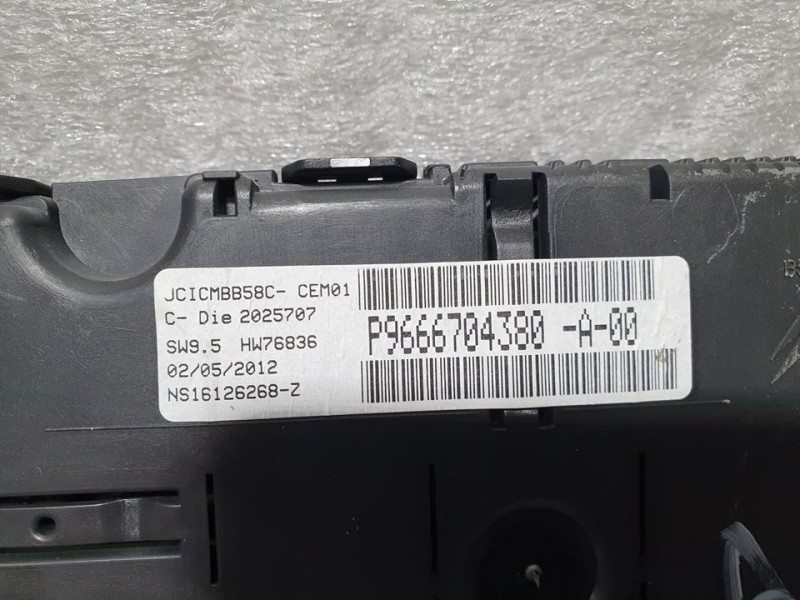 JCICMBB58C- CEM01
C- Die 2025707
SW9.5 HW76836
02/05/2012
NS16126268-Z
P9666704380 -A-00